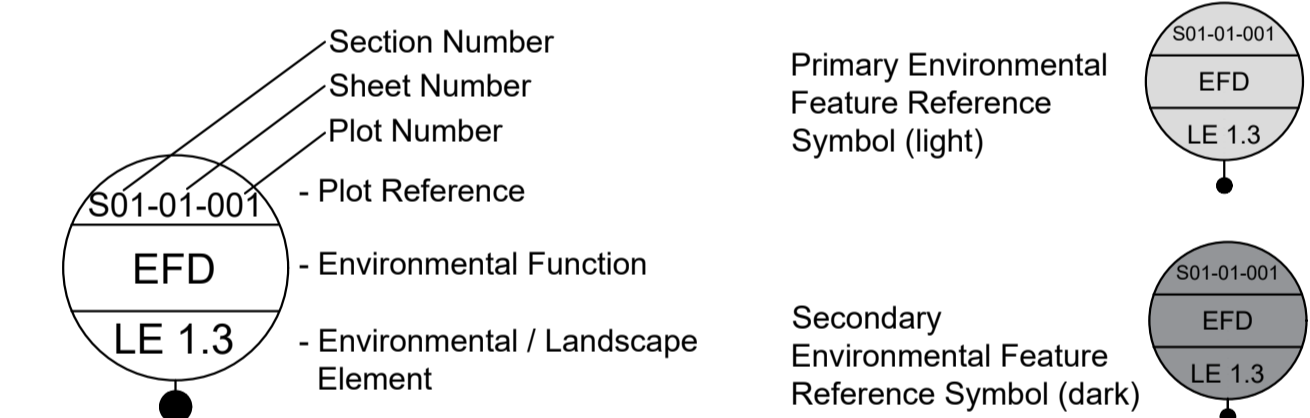 Section Number
Sheet Number
Plot Number
S01-01-001
- Plot Reference
EFD
- Environmental Function
LE 1.3
- Environmental / Landscape
Element
Primary Environmental
Feature Reference
Symbol (light)
S01-01-001
EFD
LE 1.3
Secondary
Environmental Feature
Reference Symbol (dark)
S01-01-001
EFD
LE 1.3